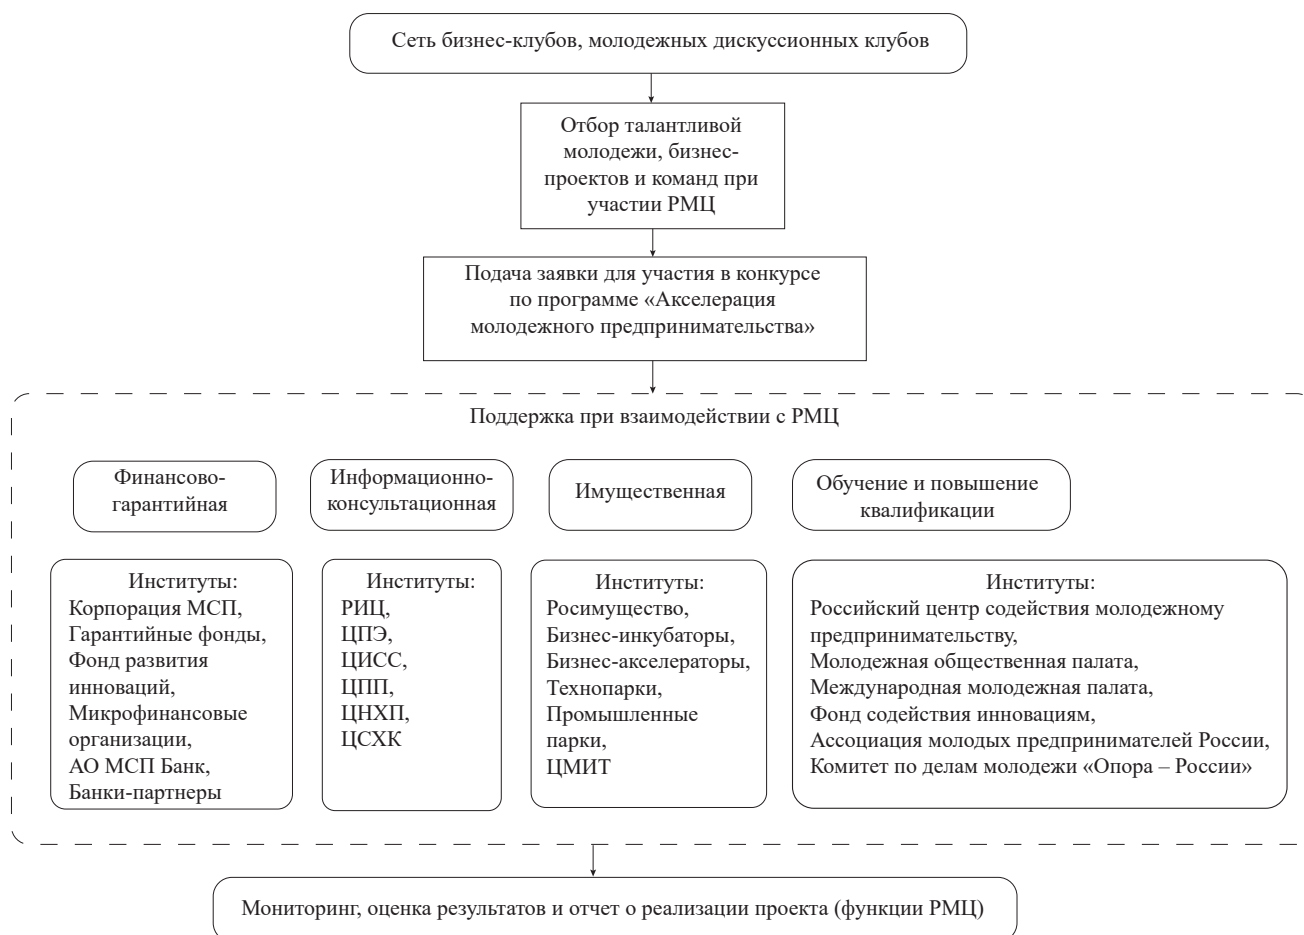 Сеть бизнес-клубов, молодежных дискуссионных клубов
Отбор талантливой
молодежи, бизнес-
проектов и команд при
участии РМЦ
Подача заявки для участия в конкурсе
по программе «Акселерация
молодежного предпринимательства»
Поддержка при взаимодействии с РМЦ
Финансово-
гарантийная
Информационно-
консультационная
Имущественная
Обучение и повышение
квалификации
Институты:
Корпорация МСП,
Гарантийные фонды,
Фонд развития
инноваций,
Микрофинансовые
организации,
АО МСП Банк,
Банки-партнеры
Институты:
РИЦ,
ЦПЭ,
ЦИСС,
ЦПП,
ЦНХП,
ЦСХК
Институты:
Росимущество,
Бизнес-инкубаторы,
Бизнес-акселераторы,
Технопарки,
Промышленные
парки,
ЦМИТ
Институты:
Российский центр содействия молодежному
предпринимательству,
Молодежная общественная палата,
Международная молодежная палата,
Фонд содействия инновациям,
Ассоциация молодых предпринимателей России,
Комитет по делам молодежи «Опора – России»
Мониторинг, оценка результатов и отчет о реализации проекта (функции РМЦ)